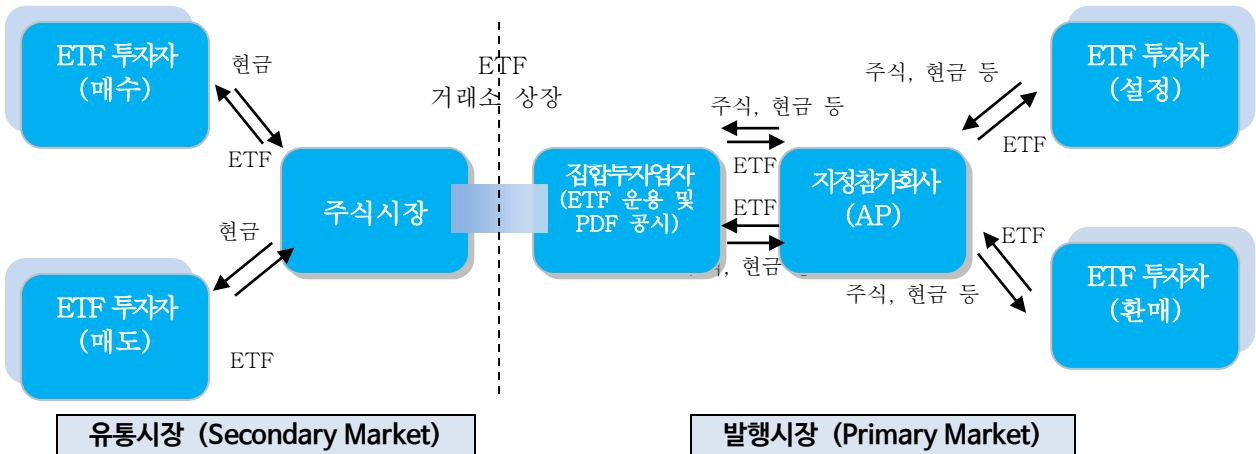 ETF 투자자
(매수)
현금
ETF
ETF
거래소 상장
주식시장
현금
ETF 투자자
(매도)
ETF
주식, 현금 등
ETF
집합투자업자
(ETF 운용 및
PDF 공시)
ETF
주식, 현금 등
지정참가회사
(AP)
주식, 현금 등
ETF
ETF 투자자
(설정)
ETF
주식, 현금 등
ETF 투자자
(환매)
유통시장 (Secondary Market)
발행시장 (Primary Market)